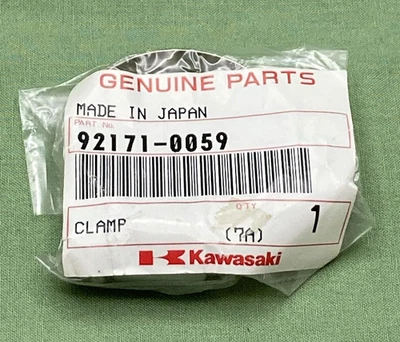 GENUINE PARTS
MADE IN JAPAN
PART No.
92171-0059
QTY
CLAMP (7A) 1
Kawasaki